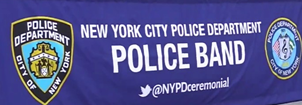 POLICE
DEPARTMENT
CITY OF
NEW YORK
NEW YORK CITY POLICE DEPARTMENT
POLICE BAND
@NYPDceremonial